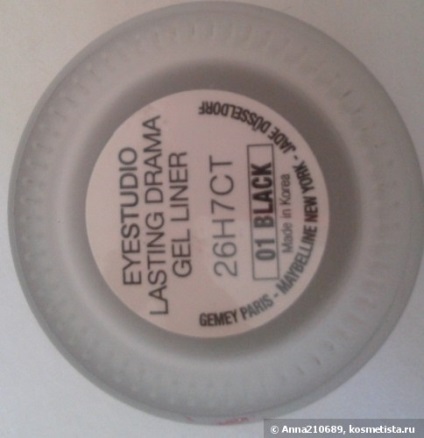 EYESTUDIO
LASTING DRAMA
GEL LINER
26H7CT
01 BLACK
Made in Korea
GEMEY PARIS - MAYBELLINE NEW YORK - JADE DÜSSELDORF
© Anna210689, kosmetista.ru